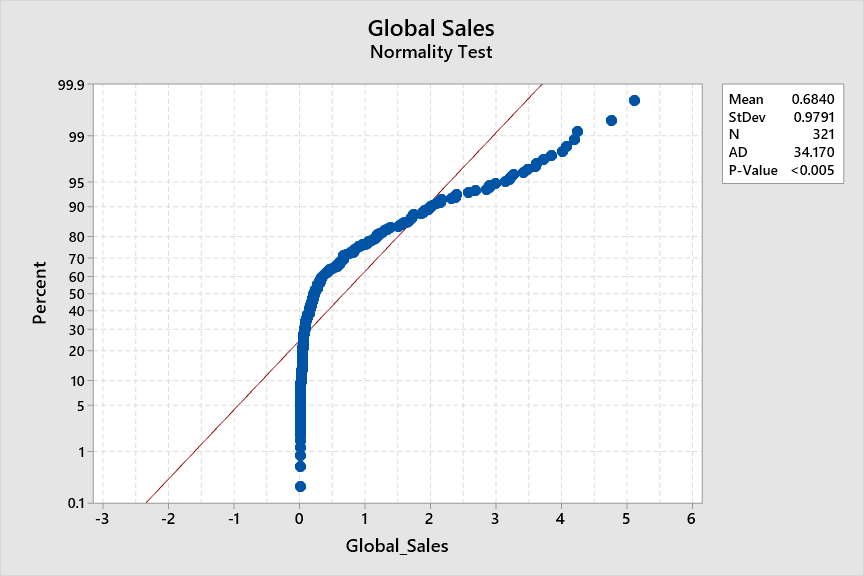 Global Sales
Normality Test
Mean 0.6840
StDev 0.9791
N 321
AD 34.170
P-Value <0.005
Percent
99.9
99
95
90
80
70
60
50
40
30
20
10
5
1
0.1
-3 -2 -1 0 1 2 3 4 5 6
Global_Sales